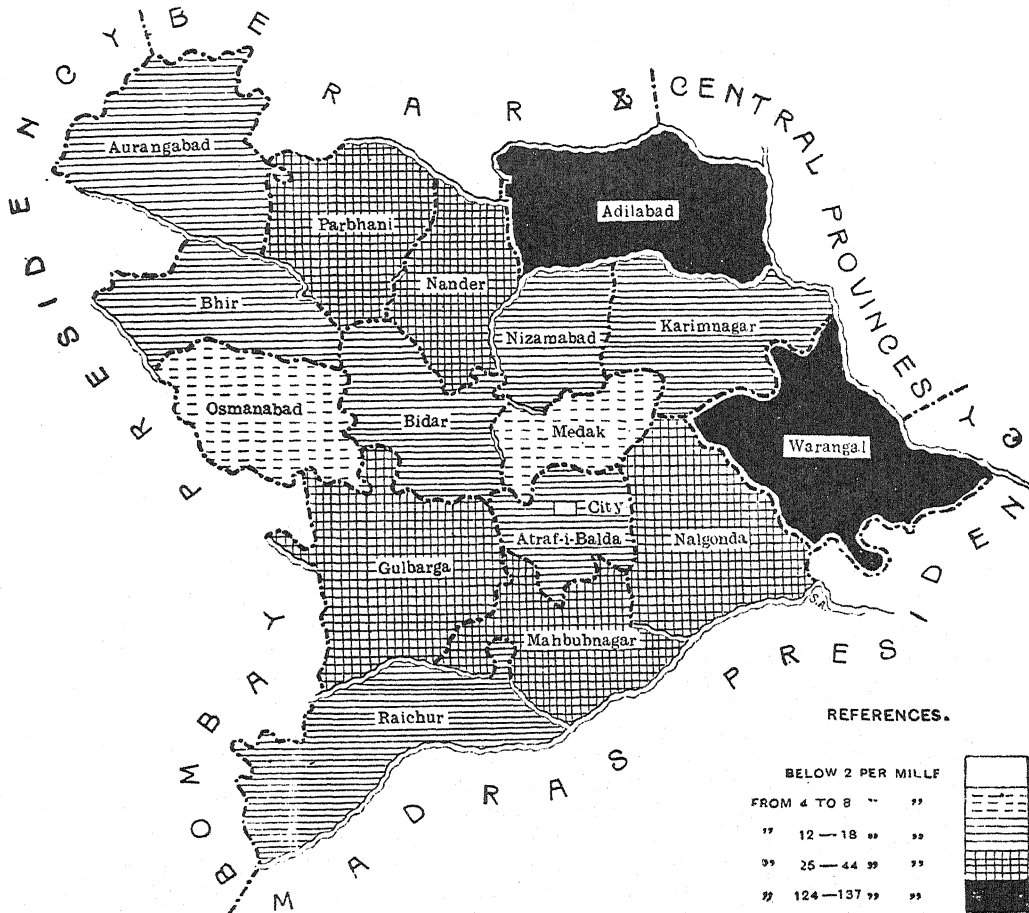 BERAR & CENTRAL PROVINCES
BOMBAY PRESIDENCY
MADRAS PRESIDENCY
Aurangabad
Parbhani
Adilabad
Nander
Bhir
Nizamabad
Karimnagar
Osmanabad
Bidar
Medak
Warangal
City
Atraf-i-Balda
Nalgonda
Gulbarga
Mahbubnagar
Raichur
REFERENCES.
BELOW 2 PER MILLE
FROM 4 TO 8 " "
" 12—18 " "
" 25—44 " "
" 124—137 " "